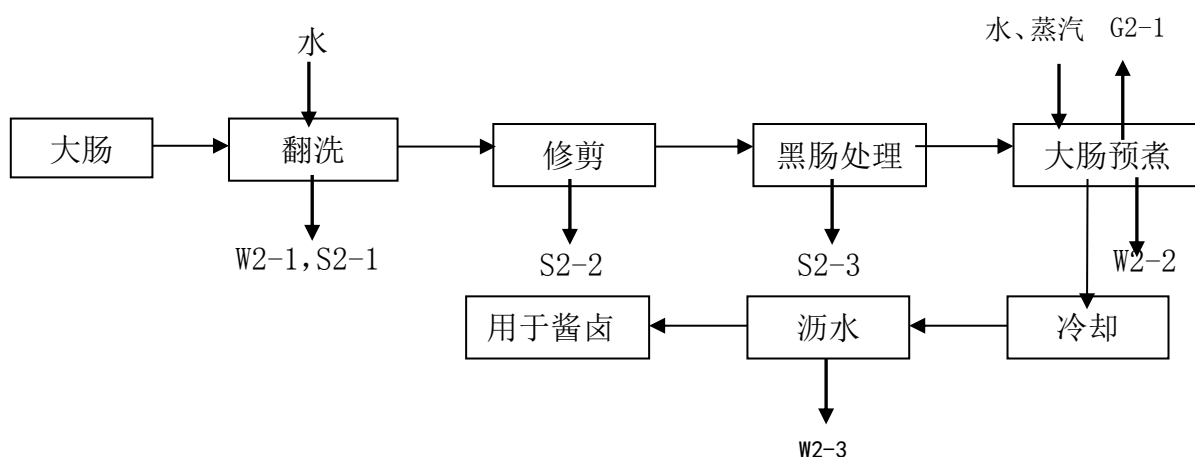 水
水、蒸汽 G2-1
大肠
翻洗
修剪
黑肠处理
大肠预煮
W2-1,S2-1
S2-2
S2-3
W2-2
用于酱卤
沥水
冷却
W2-3